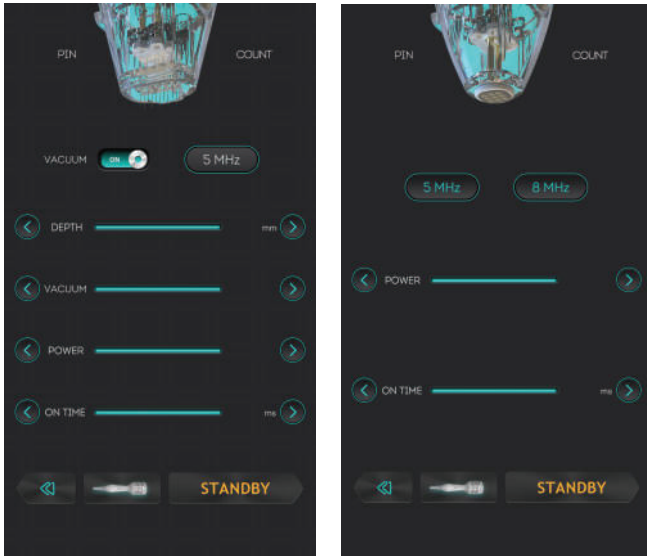 PIN COUNT
VACUUM ON 5 MHz
DEPTH mm
VACUUM
POWER
ON TIME ms
STANDBY
PIN COUNT
5 MHz 8 MHz
POWER
ON TIME ms
STANDBY